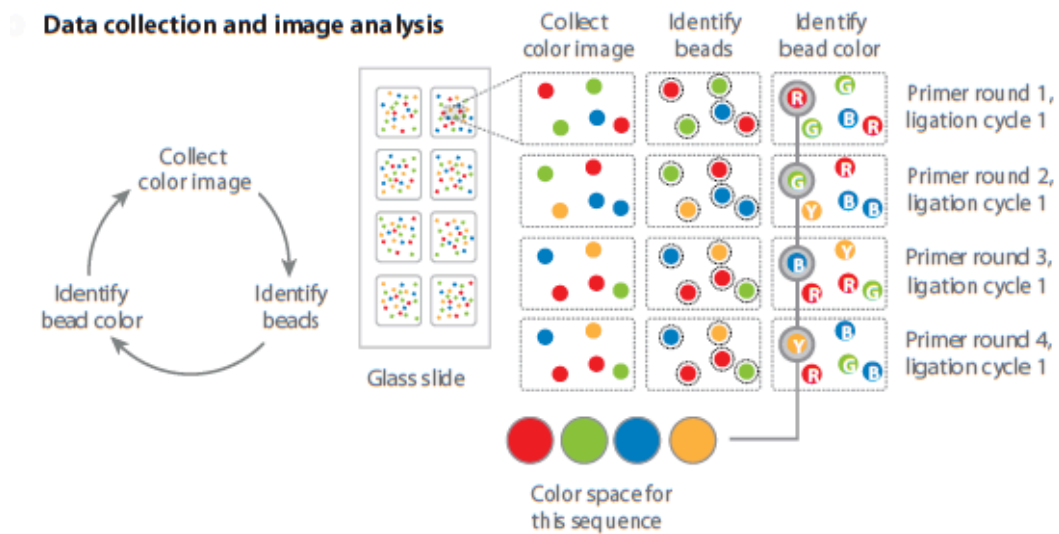 Data collection and image analysis
Collect
color image
Identify
beads
Identify
bead color
Collect
color image
Identify
beads
Identify
bead color
Glass slide
R
G
G
B
R
Primer round 1,
ligation cycle 1
G
R
Y
B
B
Primer round 2,
ligation cycle 1
B
Y
R
R
G
Primer round 3,
ligation cycle 1
Y
B
R
G
B
Primer round 4,
ligation cycle 1
Color space for
this sequence